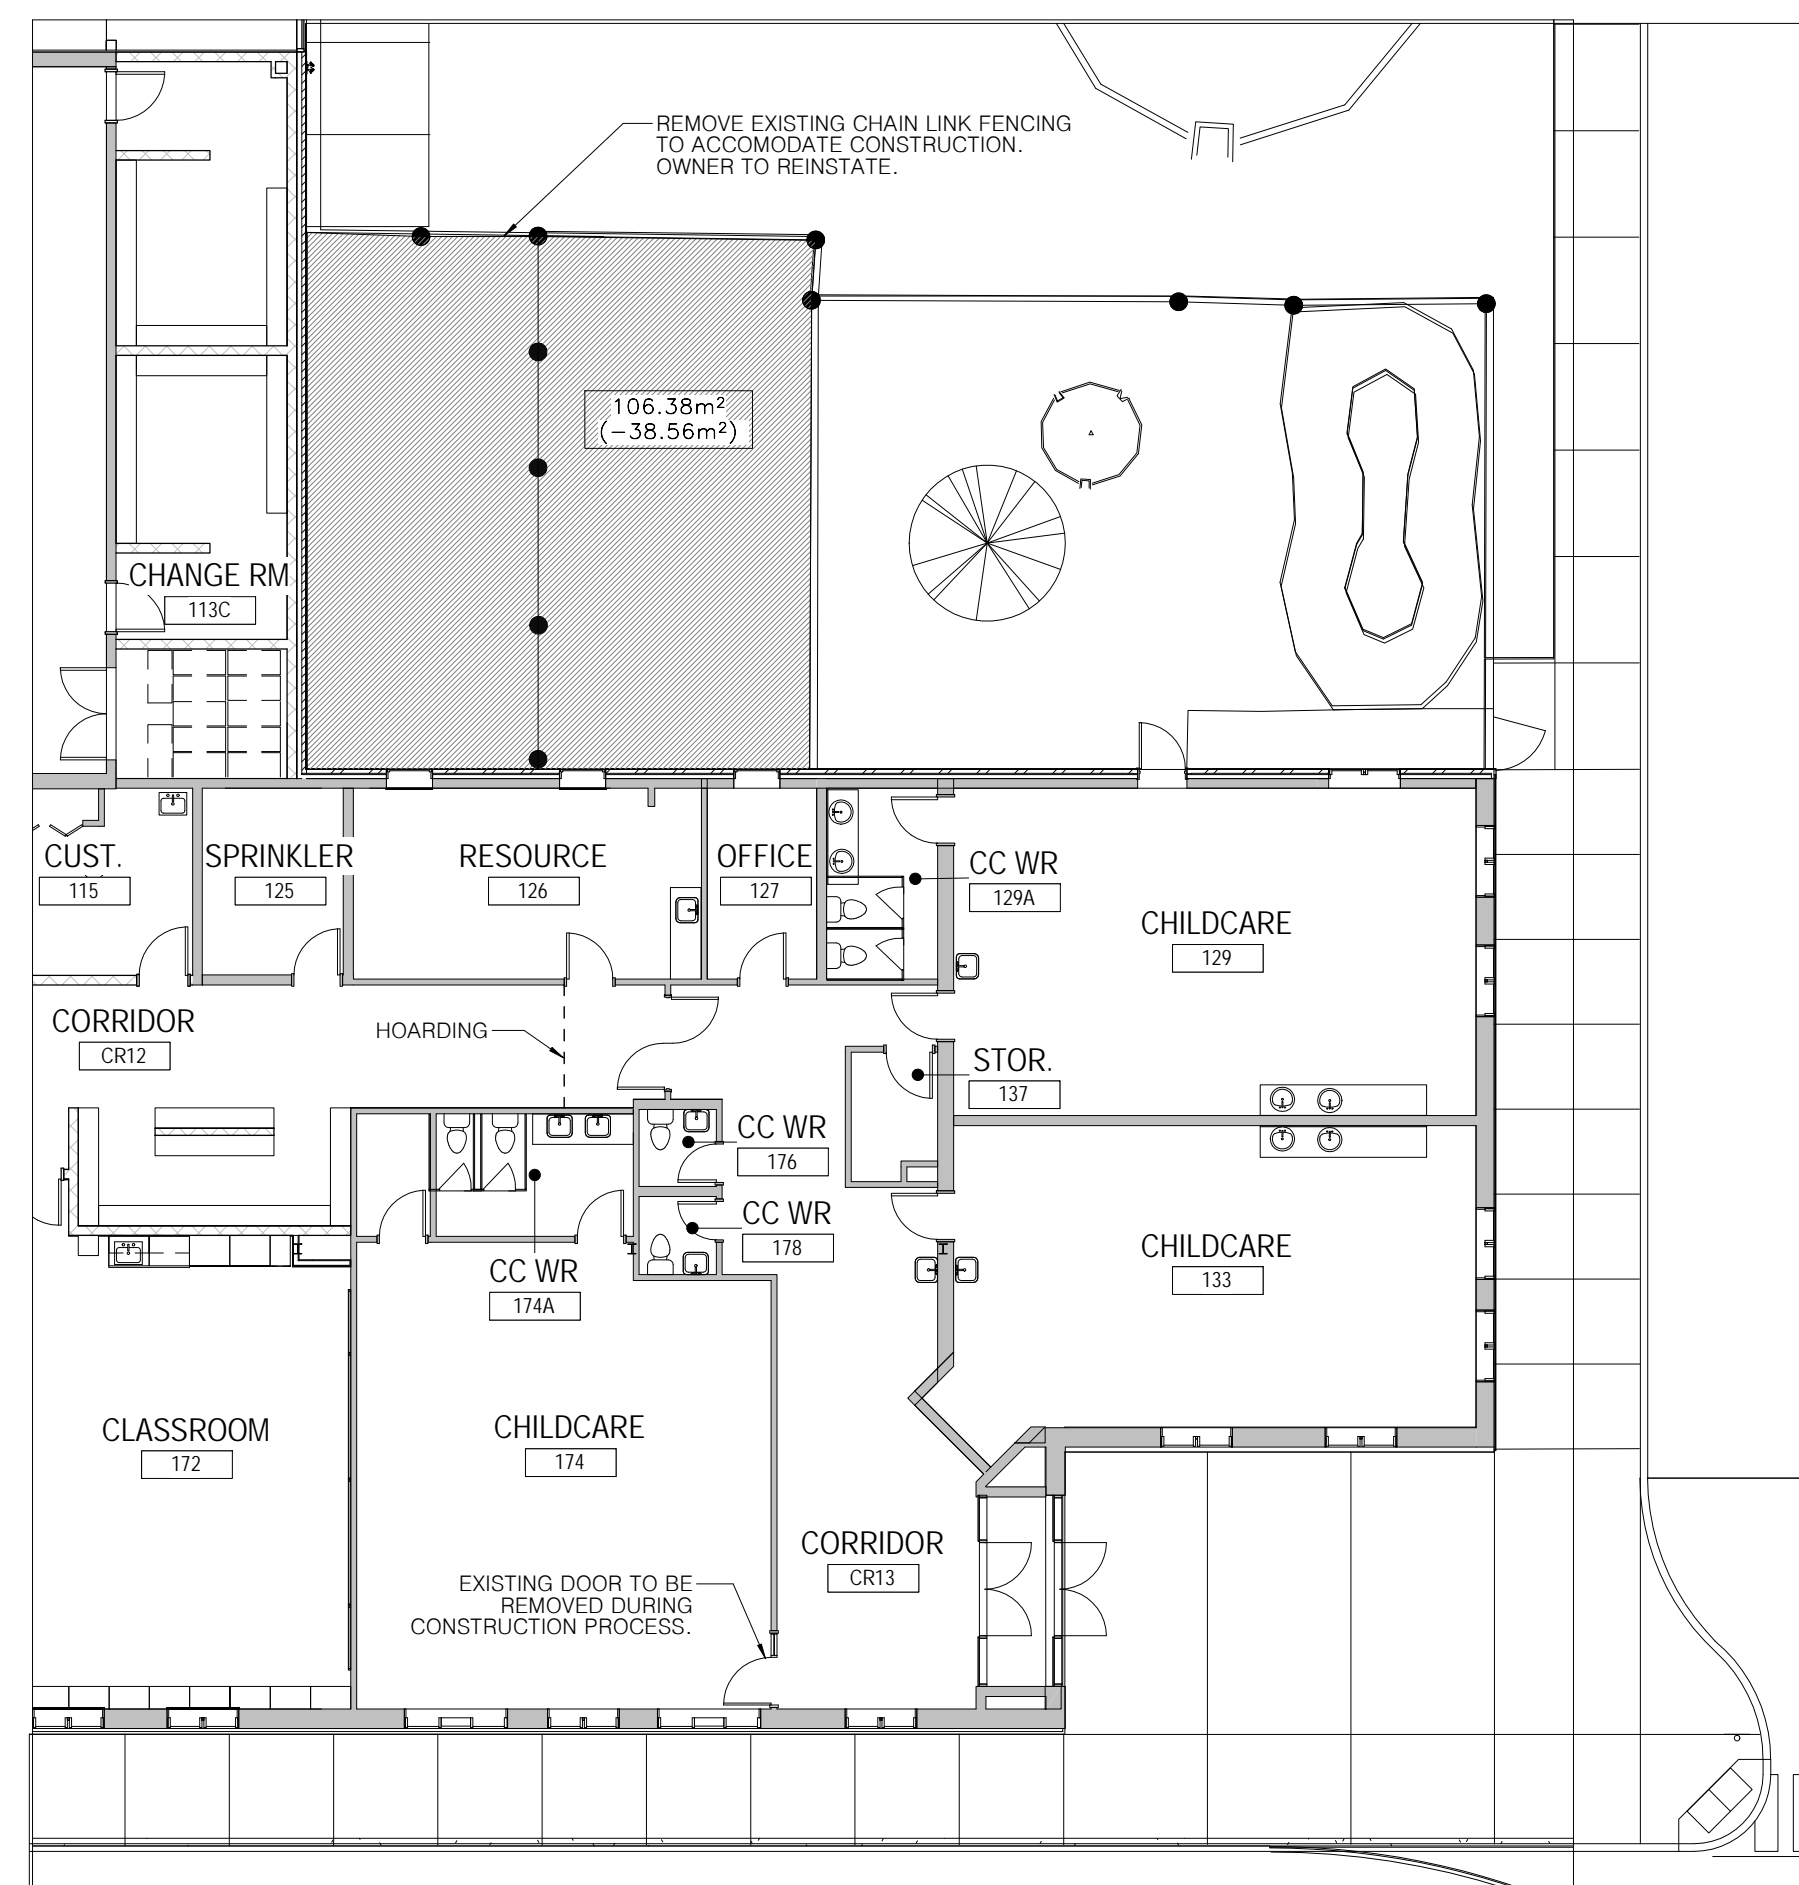 REMOVE EXISTING CHAIN LINK FENCING
TO ACCOMODATE CONSTRUCTION.
OWNER TO REINSTATE.
106.38m²
(-38.56m²)
CHANGE RM
113C
CUST.
115
SPRINKLER
125
RESOURCE
126
OFFICE
127
CC WR
129A
CHILDCARE
129
CORRIDOR
CR12
HOARDING
STOR.
137
CC WR
176
CC WR
178
CC WR
174A
CHILDCARE
133
CLASSROOM
172
CHILDCARE
174
CORRIDOR
CR13
EXISTING DOOR TO BE
REMOVED DURING
CONSTRUCTION PROCESS.